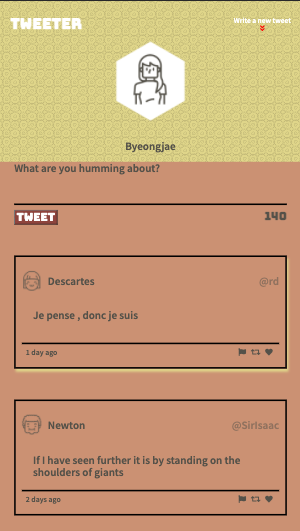 TWEETER
Write a new tweet
Byeongjae
What are you humming about?
TWEET
140
Descartes
@rd
Je pense , donc je suis
1 day ago
Newton
@SirIsaac
If I have seen further it is by standing on the
shoulders of giants
2 days ago